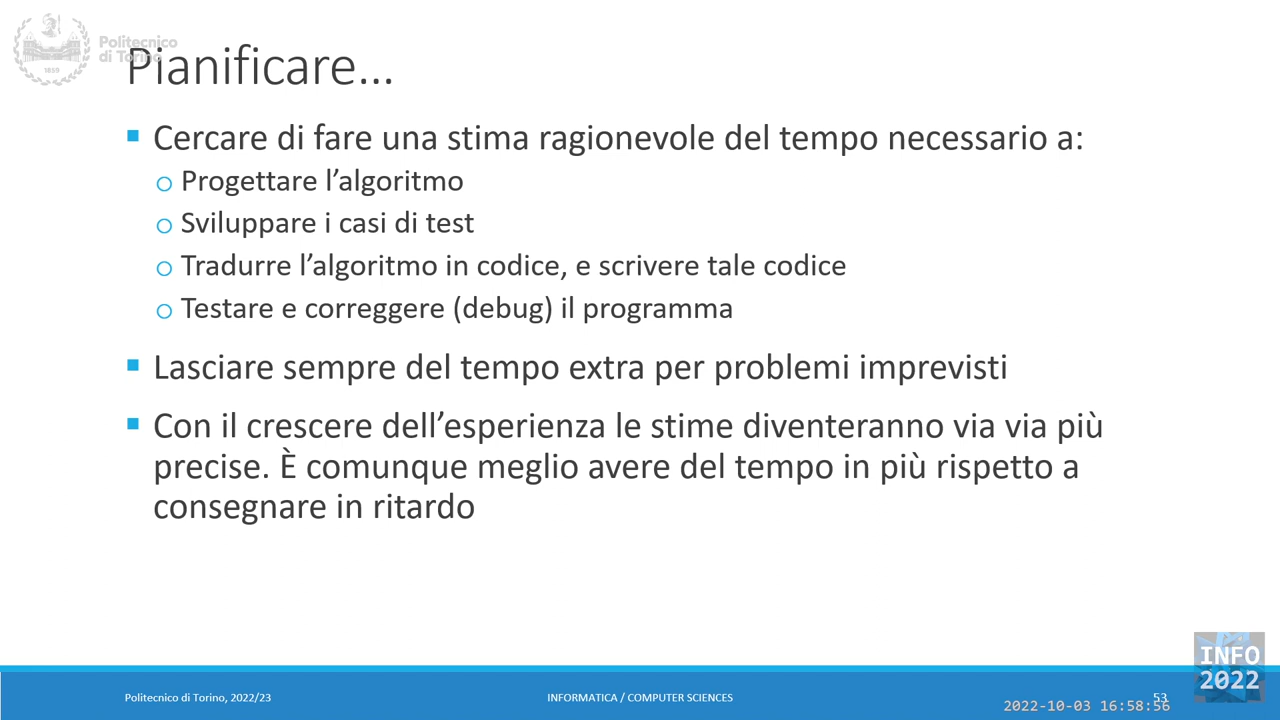 Politecnico
di Torino
1859
Pianificare...
Cercare di fare una stima ragionevole del tempo necessario a:
Progettare l’algoritmo
Sviluppare i casi di test
Tradurre l’algoritmo in codice, e scrivere tale codice
Testare e correggere (debug) il programma
Lasciare sempre del tempo extra per problemi imprevisti
Con il crescere dell’esperienza le stime diventeranno via via più
precise. È comunque meglio avere del tempo in più rispetto a
consegnare in ritardo
INFO
2022
Politecnico di Torino, 2022/23
INFORMATICA / COMPUTER SCIENCES
53
2022-10-03 16:58:56